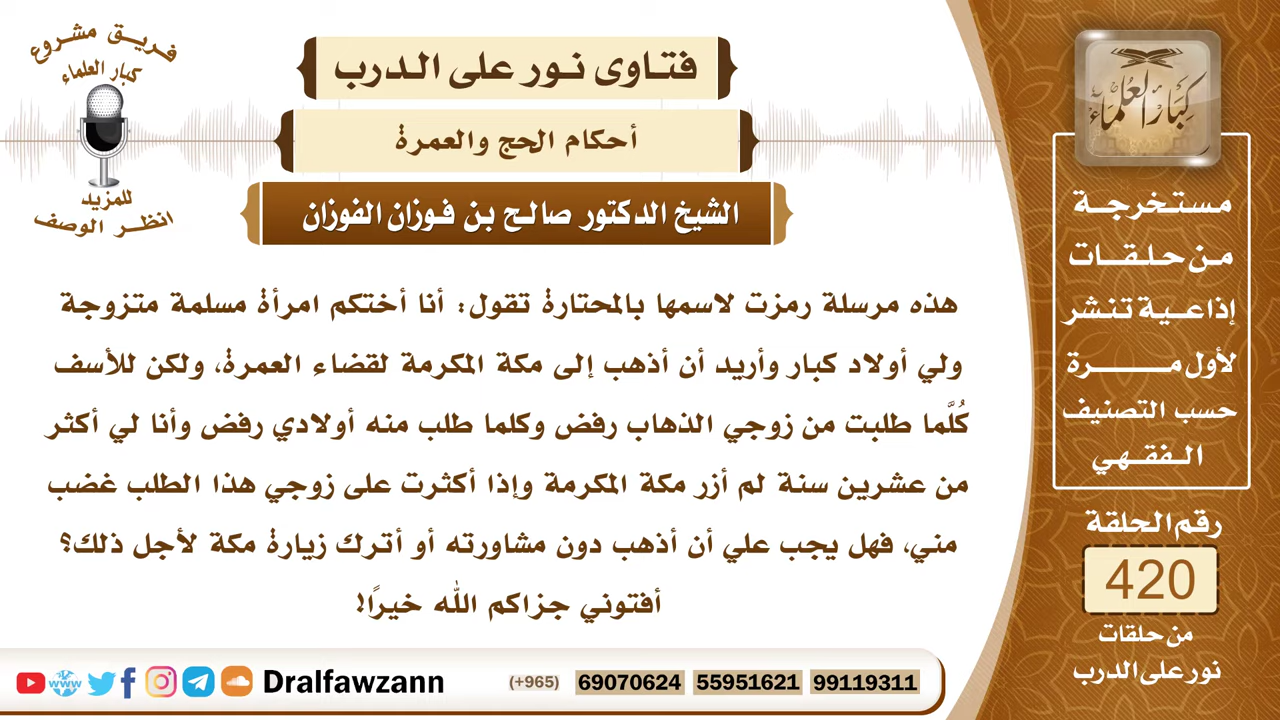 فريق مشروع
كبار العلماء
للمزيد
انظر الوصف
فتاوى نور على الدرب
أحكام الحج والعمرة
الشيخ الدكتور صالح بن فوزان الفوزان
هذه مرسلة رمزت لاسمها بالمحتارة تقول: أنا أختكم امرأة مسلمة متزوجة
ولي أولاد كبار وأريد أن أذهب إلى مكة المكرمة لقضاء العمرة، ولكن للأسف
كُلَّما طلبت من زوجي الذهاب رفض وكلما طلب منه أولادي رفض وأنا لي أكثر
من عشرين سنة لم أزر مكة المكرمة وإذا أكثرت على زوجي هذا الطلب غضب
مني، فهل يجب علي أن أذهب دون مشاورته أو أترك زيارة مكة لأجل ذلك؟
أفتوني جزاكم الله خيرًا!
كبار العلماء
مستخرجة
من حلقات
إذاعية تنشر
لأول مرة
حسب التصنيف
الفقهي
رقم الحلقة
420
من حلقات
نور على الدرب
www Dralfawzann (+965) 69070624 55951621 99119311